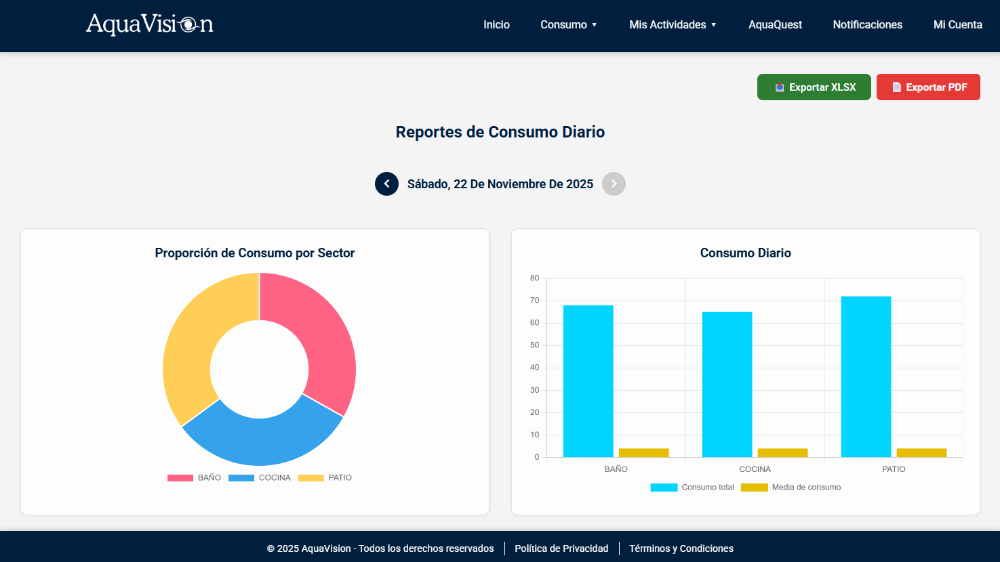 AquaVision
Inicio Consumo ▼ Mis Actividades ▼ AquaQuest Notificaciones Mi Cuenta
Exportar XLSX Exportar PDF
Reportes de Consumo Diario
Sábado, 22 De Noviembre De 2025
Proporción de Consumo por Sector
BAÑO COCINA PATIO
Consumo Diario
80
70
60
50
40
30
20
10
0
BAÑO COCINA PATIO
Consumo total Media de consumo
© 2025 AquaVision - Todos los derechos reservados Política de Privacidad Términos y Condiciones